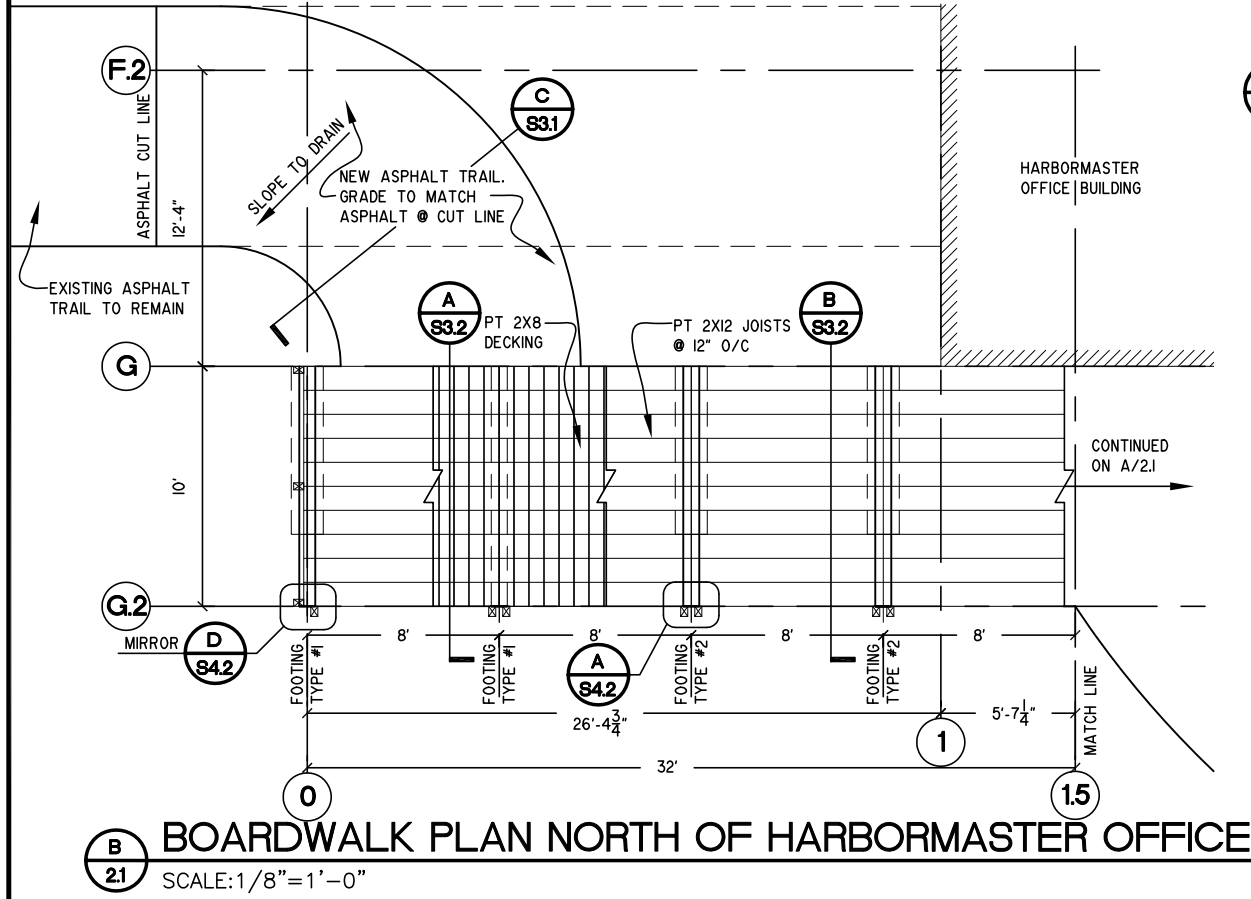 F.2
ASPHALT CUT LINE
12'-4"
SLOPE TO DRAIN
C
S3.1
NEW ASPHALT TRAIL.
GRADE TO MATCH
ASPHALT @ CUT LINE
HARBORMASTER
OFFICE BUILDING
EXISTING ASPHALT
TRAIL TO REMAIN
A
S3.2
PT 2X8
DECKING
PT 2X12 JOISTS
@ 12" O/C
B
S3.2
G
10'
CONTINUED
ON A/2.1
G.2
MIRROR
D
S4.2
8'
8'
8'
8'
FOOTING
TYPE #1
FOOTING
TYPE #1
A
S4.2
FOOTING
TYPE #2
FOOTING
TYPE #2
26'-4 3/4"
5'-7 1/4"
MATCH LINE
1
32'
0
1.5
B
2.1
BOARDWALK PLAN NORTH OF HARBORMASTER OFFICE
SCALE:1/8"=1'-0"